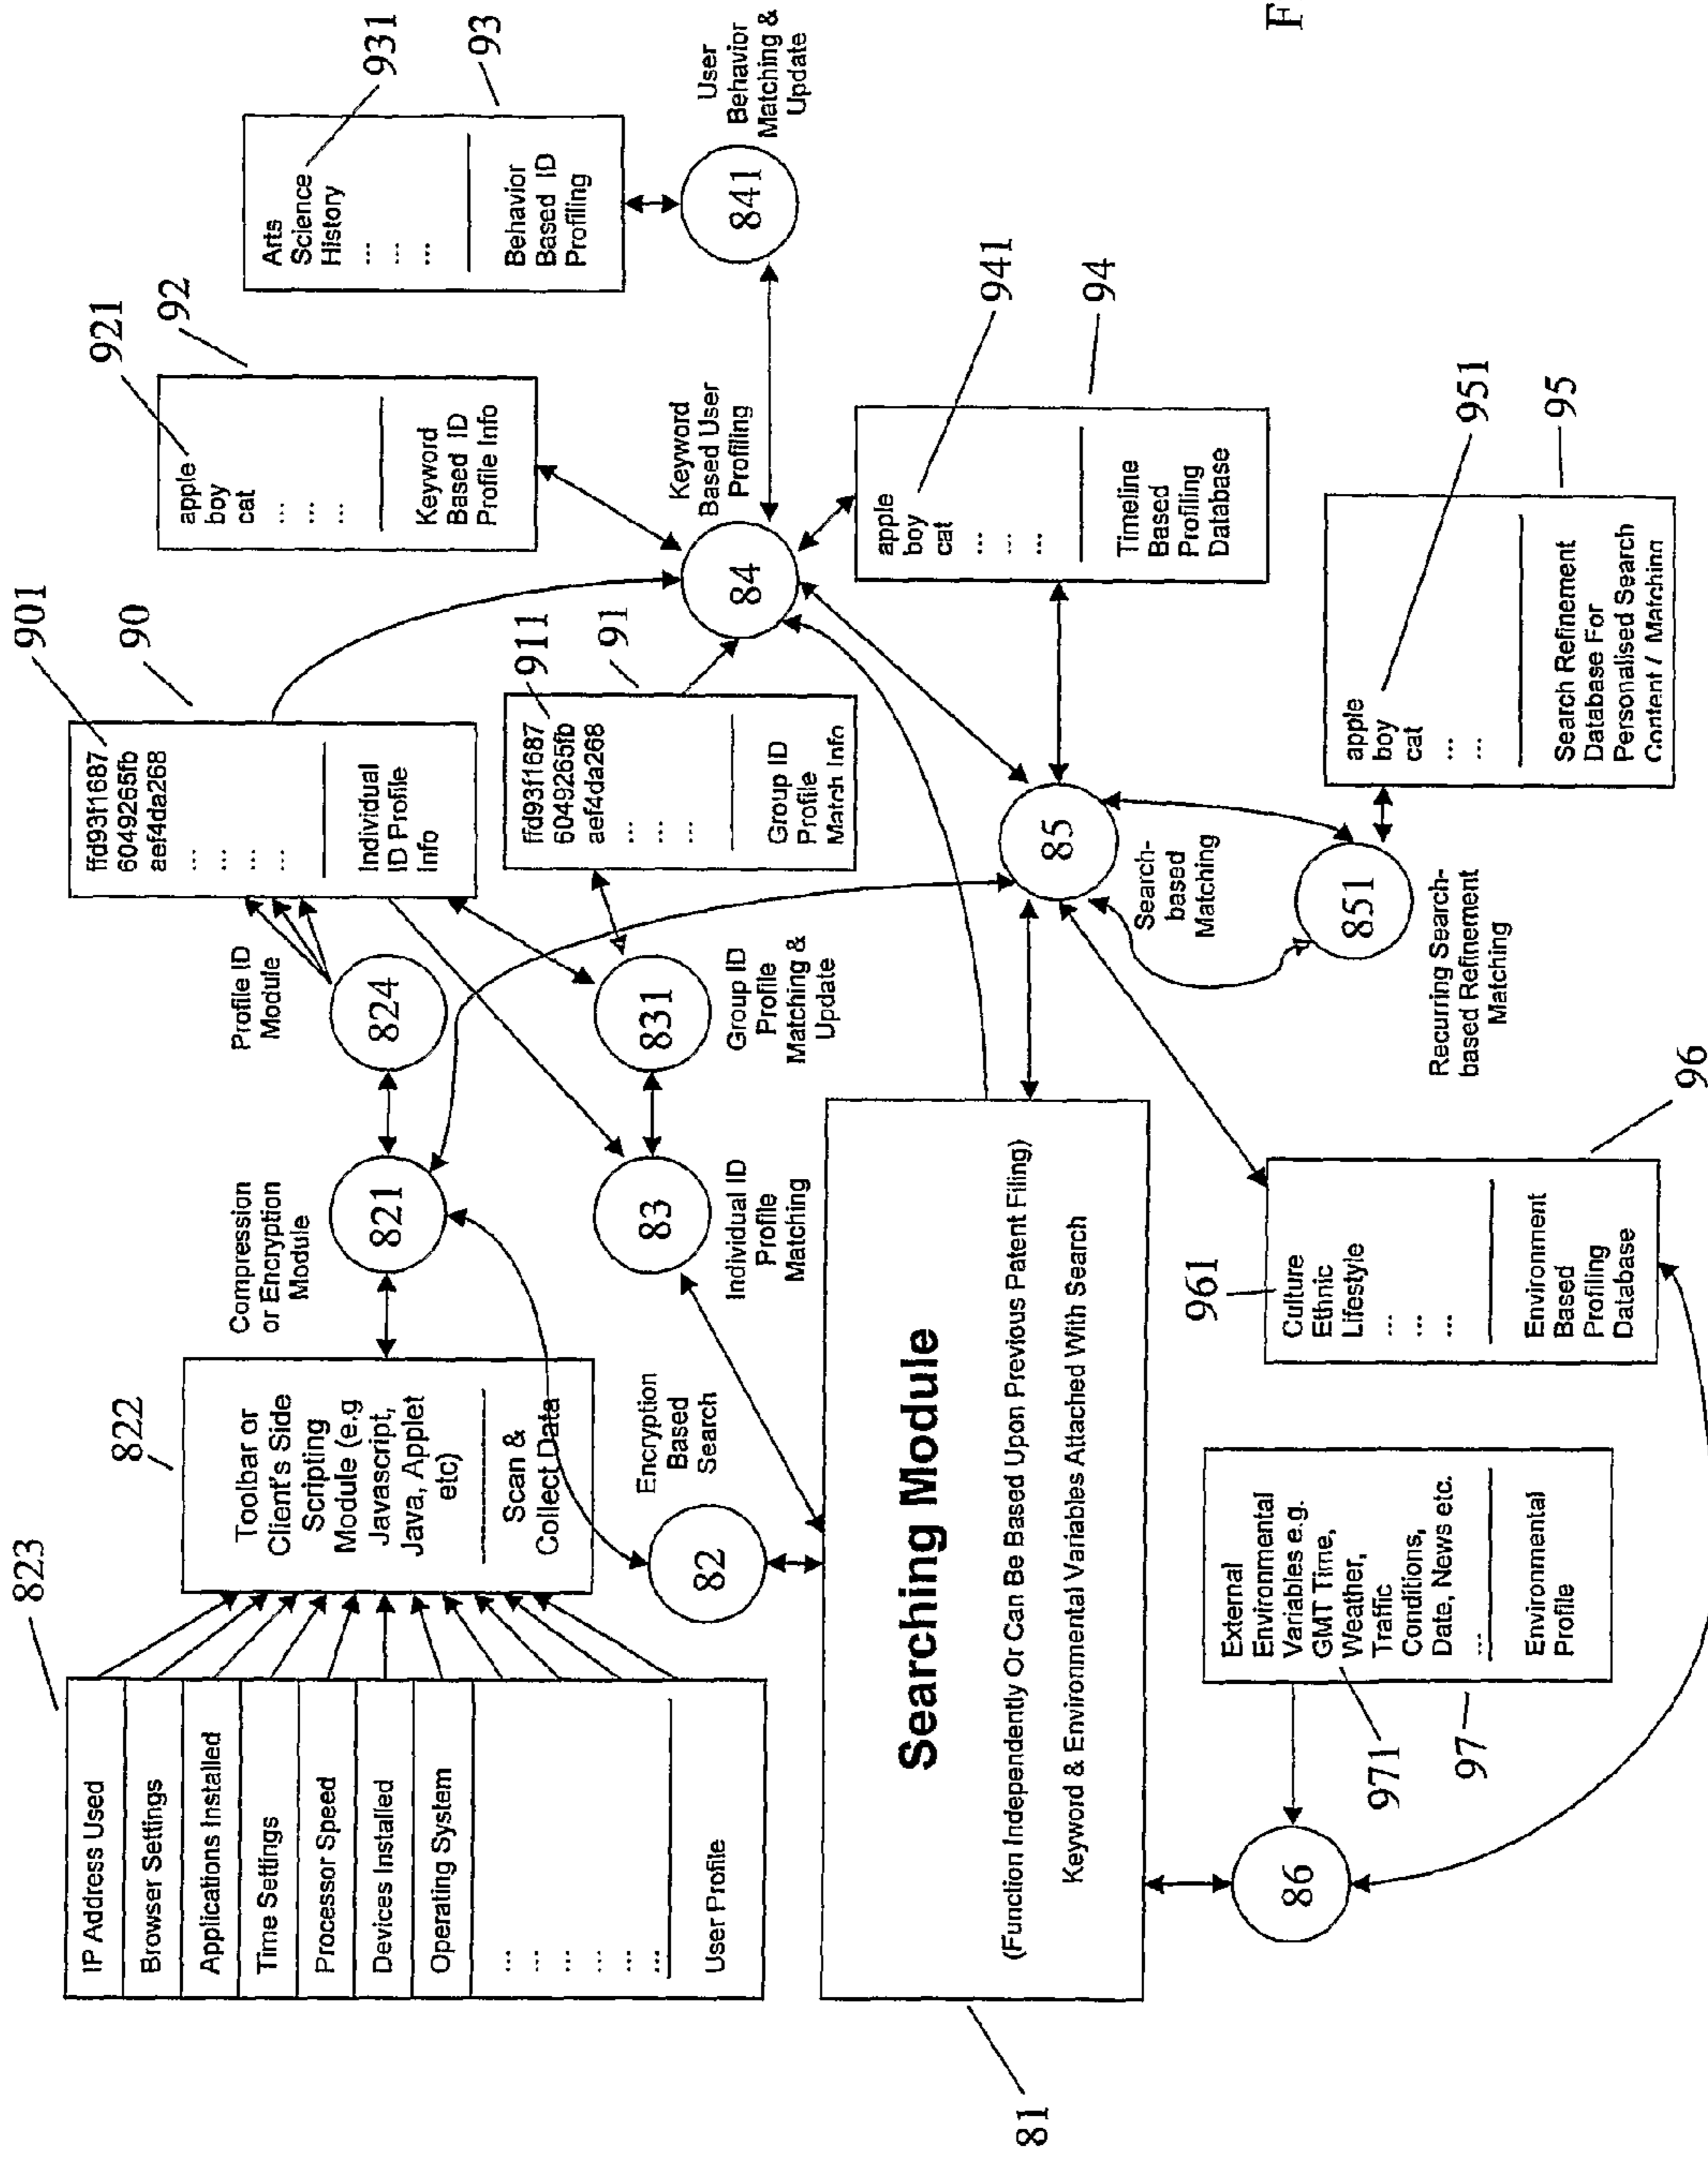 823
IP Address Used
Browser Settings
Applications Installed
Time Settings
Processor Speed
Devices Installed
Operating System
...
...
...
...
...
...
User Profile
822
Toolbar or
Client's Side
Scripting
Module (e.g
Javascript,
Java, Applet
etc)
Scan &
Collect Data
Compression
or Encryption
Module
821
Profile ID
Module
824
901
90
ffd93f1687
6049265fb
aef4da268
...
...
...
...
Individual
ID Profile
Info
921
92
apple
boy
cat
...
...
...
Keyword
Based ID
Profile Info
931
93
Arts
Science
History
...
...
...
Behavior
Based ID
Profiling
Encryption
Based
Search
82
83
Individual ID
Profile
Matching
831
Group ID
Profile
Matching &
Update
911
91
ffd93f1687
6049265fb
aef4da268
...
...
...
Group ID
Profile
Match Info
84
Keyword
Based User
Profiling
841
User
Behavior
Matching &
Update
81
Searching Module
(Function Independently Or Can Be Based Upon Previous Patent Filing)
Keyword & Environmental Variables Attached With Search
85
Search-
based
Matching
941
94
apple
boy
cat
...
...
...
Timeline
Based
Profiling
Database
851
Recurring Search-
based Refinement
Matching
951
95
apple
boy
cat
...
...
Search Refinement
Database For
Personalised Search
Content / Matching
86
971
97
External
Environmental
Variables e.g.
GMT Time,
Weather,
Traffic
Conditions,
Date, News etc.
...
Environmental
Profile
961
96
Culture
Ethnic
Lifestyle
...
...
...
Environment
Based
Profiling
Database
F